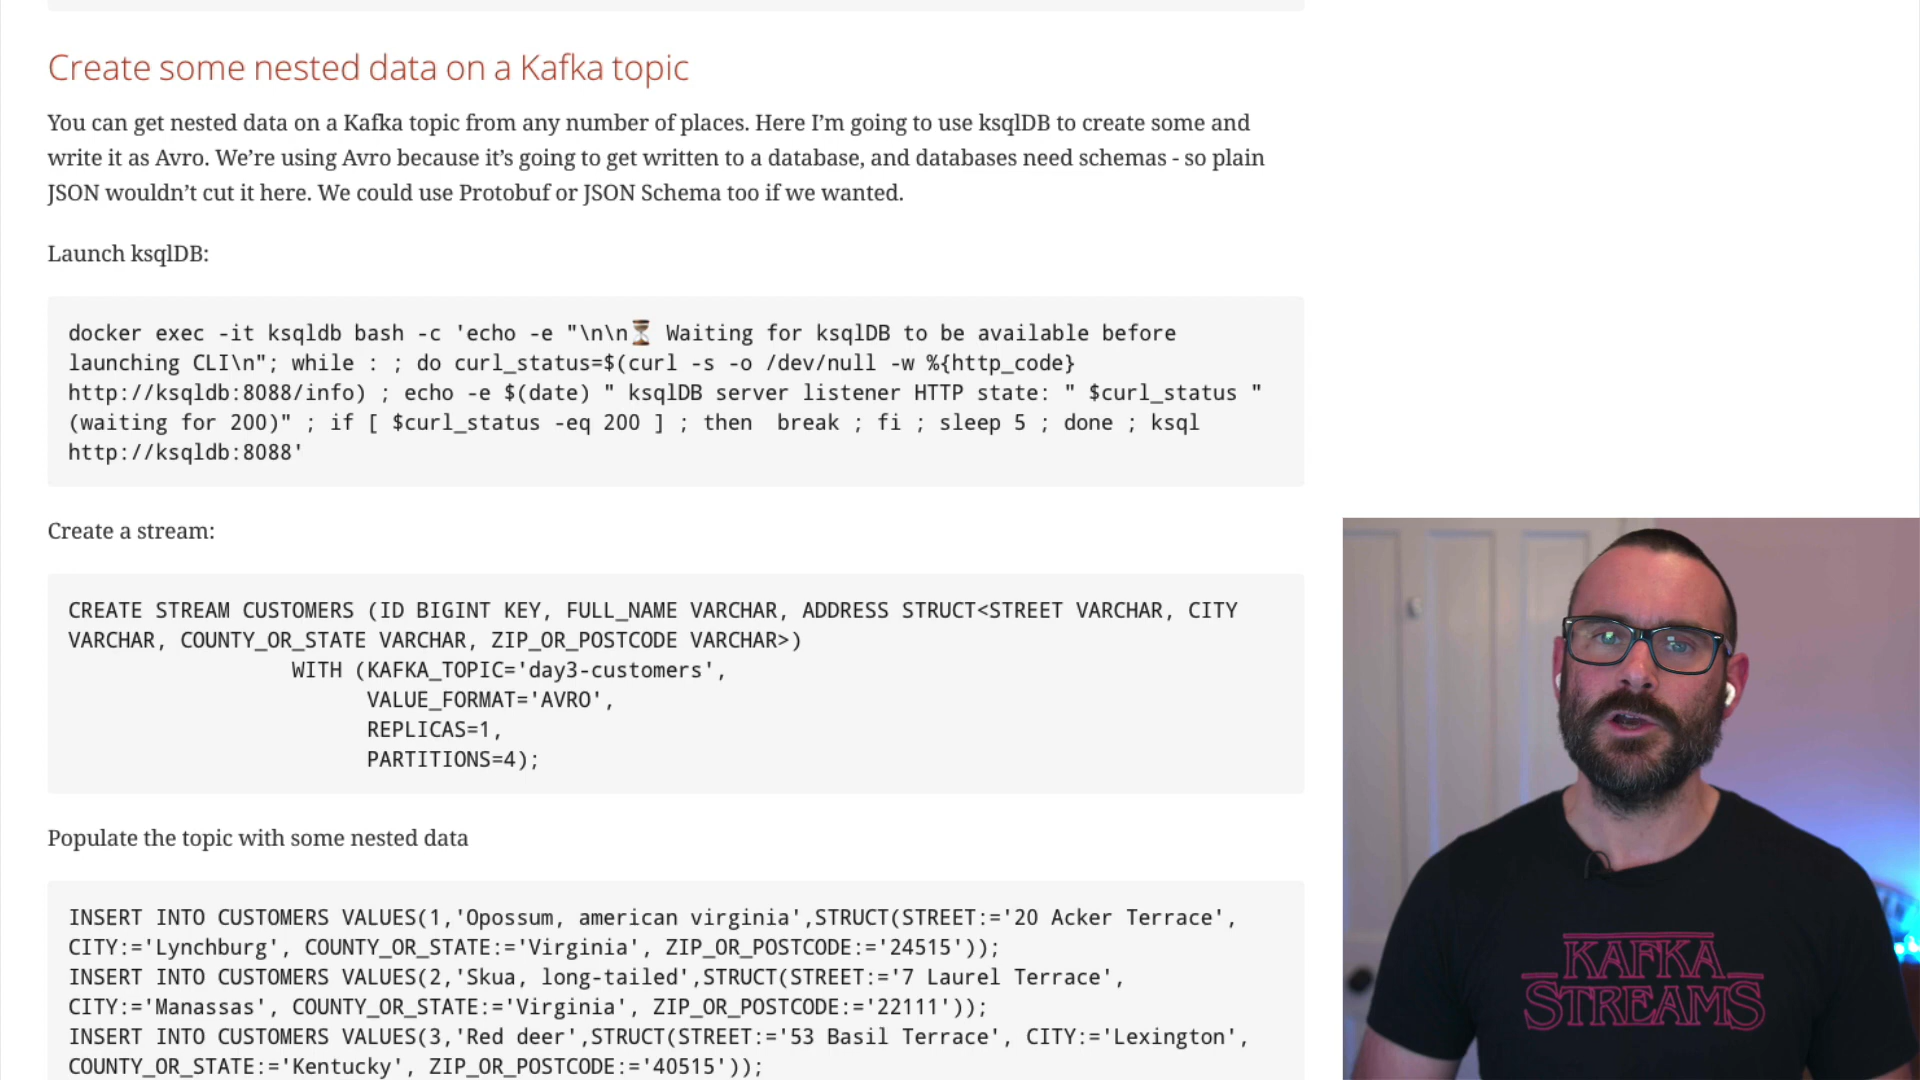 Create some nested data on a Kafka topic
You can get nested data on a Kafka topic from any number of places. Here I’m going to use ksqlDB to create some and
write it as Avro. We’re using Avro because it’s going to get written to a database, and databases need schemas - so plain
JSON wouldn’t cut it here. We could use Protobuf or JSON Schema too if we wanted.
Launch ksqlDB:
docker exec -it ksqldb bash -c 'echo -e "\n\n⏳ Waiting for ksqlDB to be available before
launching CLI\n"; while : ; do curl_status=$(curl -s -o /dev/null -w %{http_code}
http://ksqldb:8088/info) ; echo -e $(date) " ksqlDB server listener HTTP state: " $curl_status "
(waiting for 200)" ; if [ $curl_status -eq 200 ] ; then  break ; fi ; sleep 5 ; done ; ksql
http://ksqldb:8088'
Create a stream:
CREATE STREAM CUSTOMERS (ID BIGINT KEY, FULL_NAME VARCHAR, ADDRESS STRUCT<STREET VARCHAR, CITY
VARCHAR, COUNTY_OR_STATE VARCHAR, ZIP_OR_POSTCODE VARCHAR>)
WITH (KAFKA_TOPIC='day3-customers',
VALUE_FORMAT='AVRO',
REPLICAS=1,
PARTITIONS=4);
Populate the topic with some nested data
INSERT INTO CUSTOMERS VALUES(1,'Opossum, american virginia',STRUCT(STREET:='20 Acker Terrace',
CITY:='Lynchburg', COUNTY_OR_STATE:='Virginia', ZIP_OR_POSTCODE:='24515'));
INSERT INTO CUSTOMERS VALUES(2,'Skua, long-tailed',STRUCT(STREET:='7 Laurel Terrace',
CITY:='Manassas', COUNTY_OR_STATE:='Virginia', ZIP_OR_POSTCODE:='22111'));
INSERT INTO CUSTOMERS VALUES(3,'Red deer',STRUCT(STREET:='53 Basil Terrace', CITY:='Lexington',
COUNTY_OR_STATE:='Kentucky', ZIP_OR_POSTCODE:='40515'));
KAFKA
STREAMS